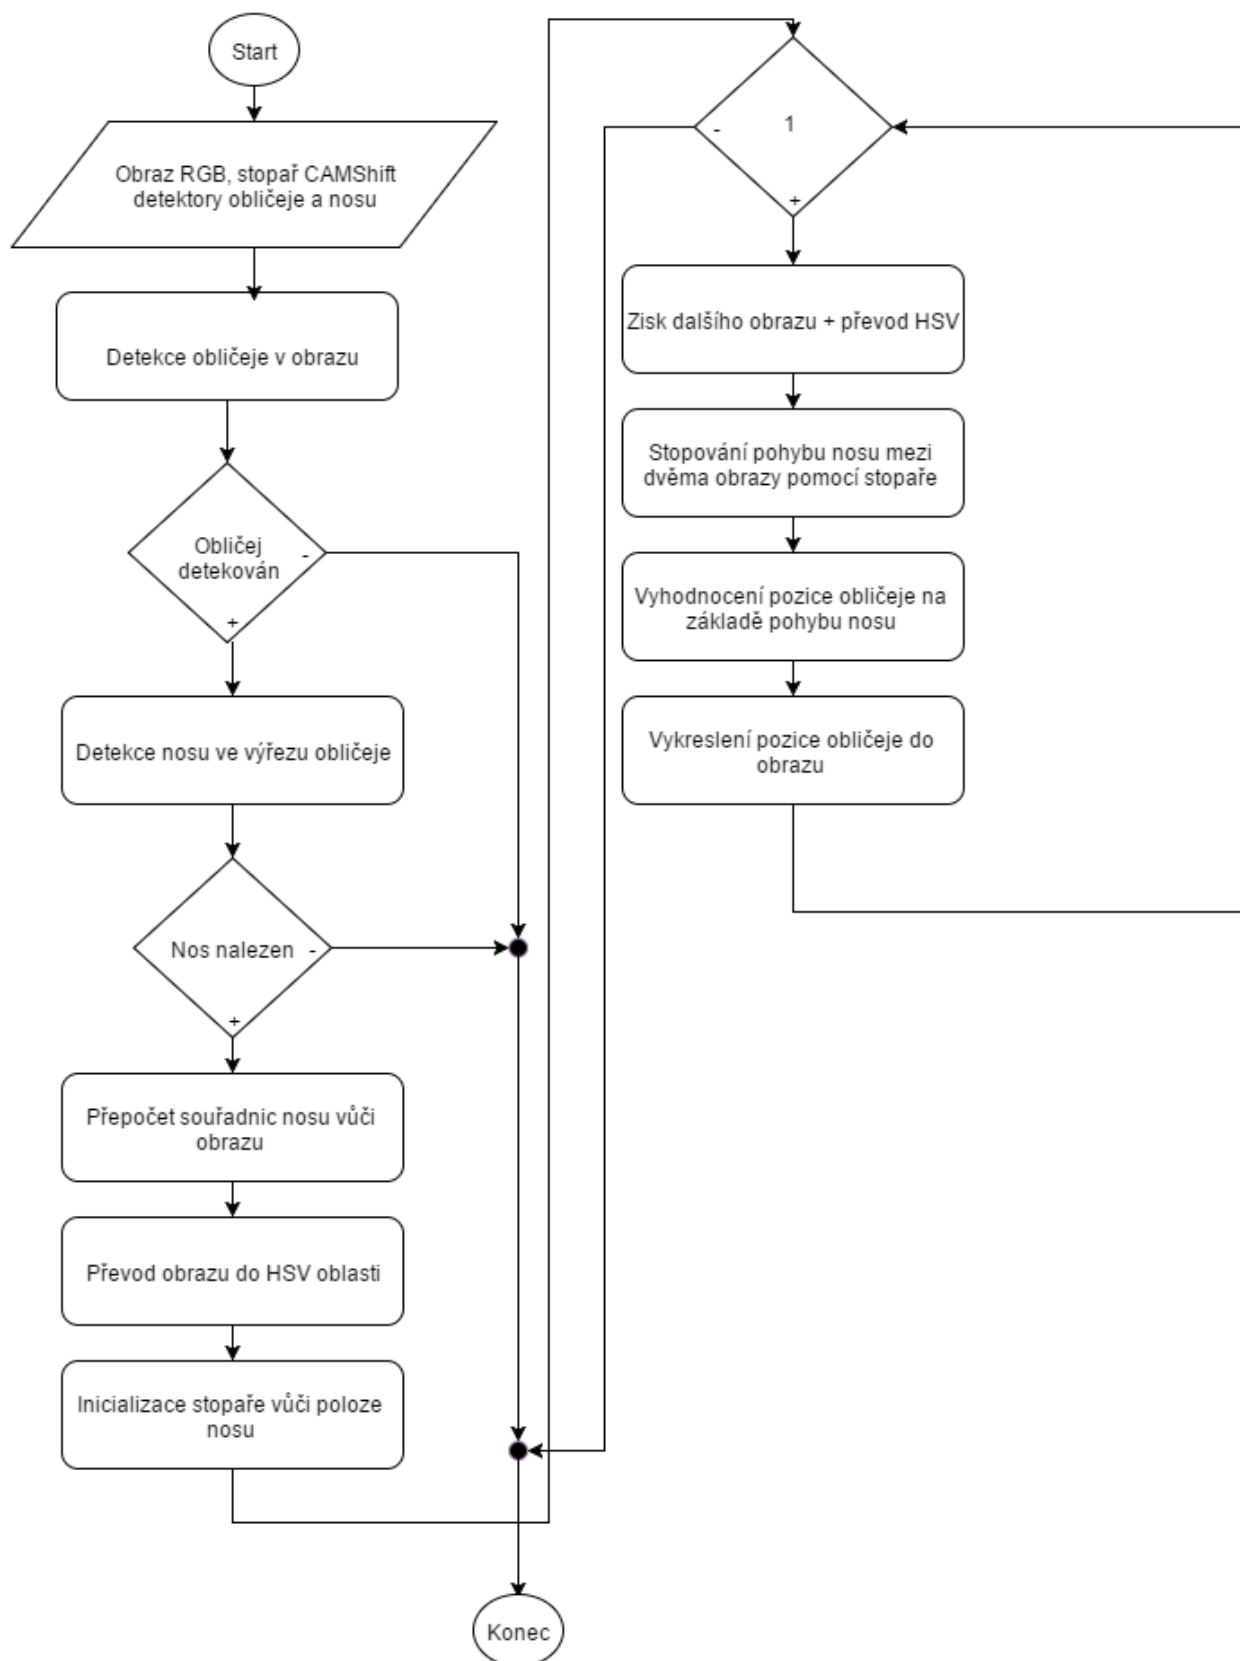 Start
Obraz RGB, stopař CAMShift
detektory obličeje a nosu
Detekce obličeje v obrazu
Obličej
detekován
-
+
Detekce nosu ve výřezu obličeje
Nos nalezen
-
+
Přepočet souřadnic nosu vůči
obrazu
Převod obrazu do HSV oblasti
Inicializace stopaře vůči poloze
nosu
1
-
+
Zisk dalšího obrazu + převod HSV
Stopování pohybu nosu mezi
dvěma obrazy pomocí stopaře
Vyhodnocení pozice obličeje na
základě pohybu nosu
Vykreslení pozice obličeje do
obrazu
Konec